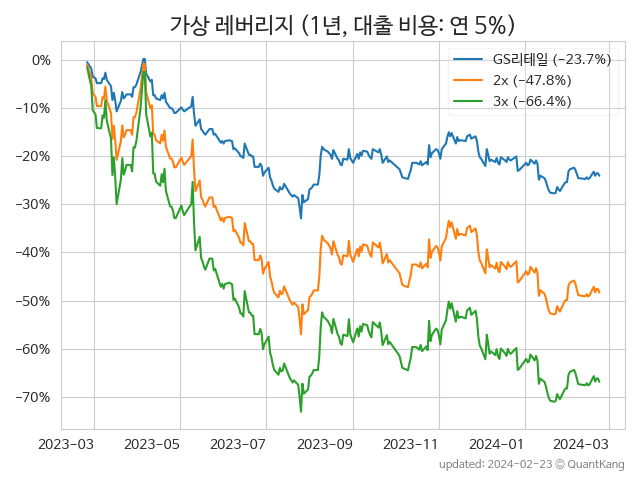 가상 레버리지 (1년, 대출 비용: 연 5%)
GS리테일 (−23.7%)
2x (−47.8%)
3x (−66.4%)
0%
−10%
−20%
−30%
−40%
−50%
−60%
−70%
2023-03 2023-05 2023-07 2023-09 2023-11 2024-01 2024-03
updated: 2024-02-23 ⓒ QuantKang